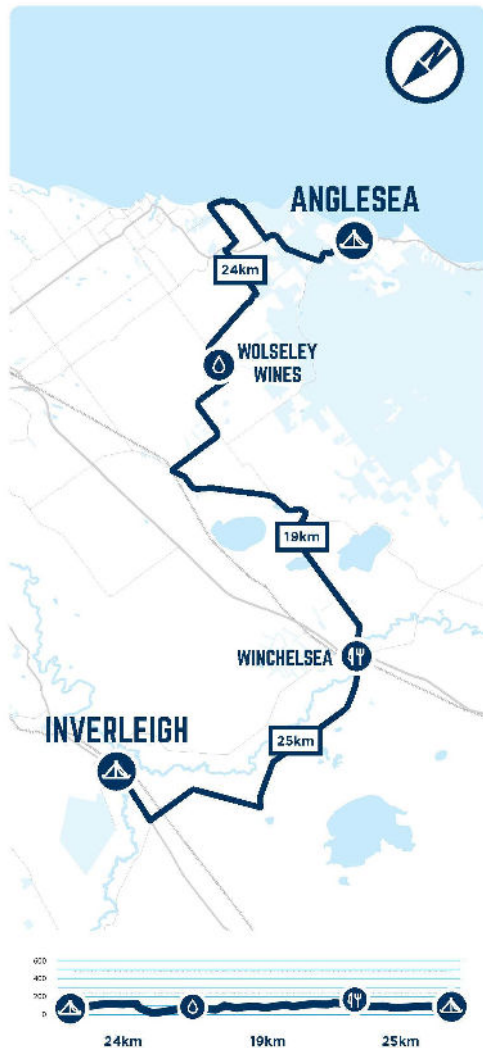 N
ANGLESEA
24km
WOLSELEY
WINES
19km
WINCHELSEA
25km
INVERLEIGH
600
400
200
0
24km
19km
25km